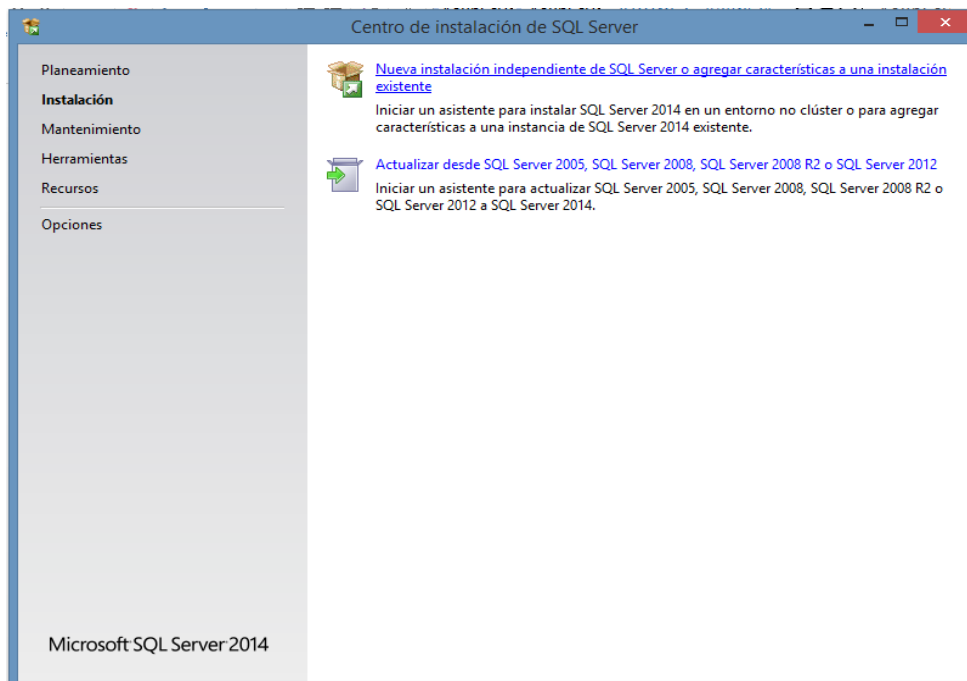 Centro de instalación de SQL Server
Planeamiento
Instalación
Mantenimiento
Herramientas
Recursos
Opciones
Nueva instalación independiente de SQL Server o agregar características a una instalación
existente
Iniciar un asistente para instalar SQL Server 2014 en un entorno no clúster o para agregar
características a una instancia de SQL Server 2014 existente.
Actualizar desde SQL Server 2005, SQL Server 2008, SQL Server 2008 R2 o SQL Server 2012
Iniciar un asistente para actualizar SQL Server 2005, SQL Server 2008, SQL Server 2008 R2 o
SQL Server 2012 a SQL Server 2014.
Microsoft SQL Server 2014